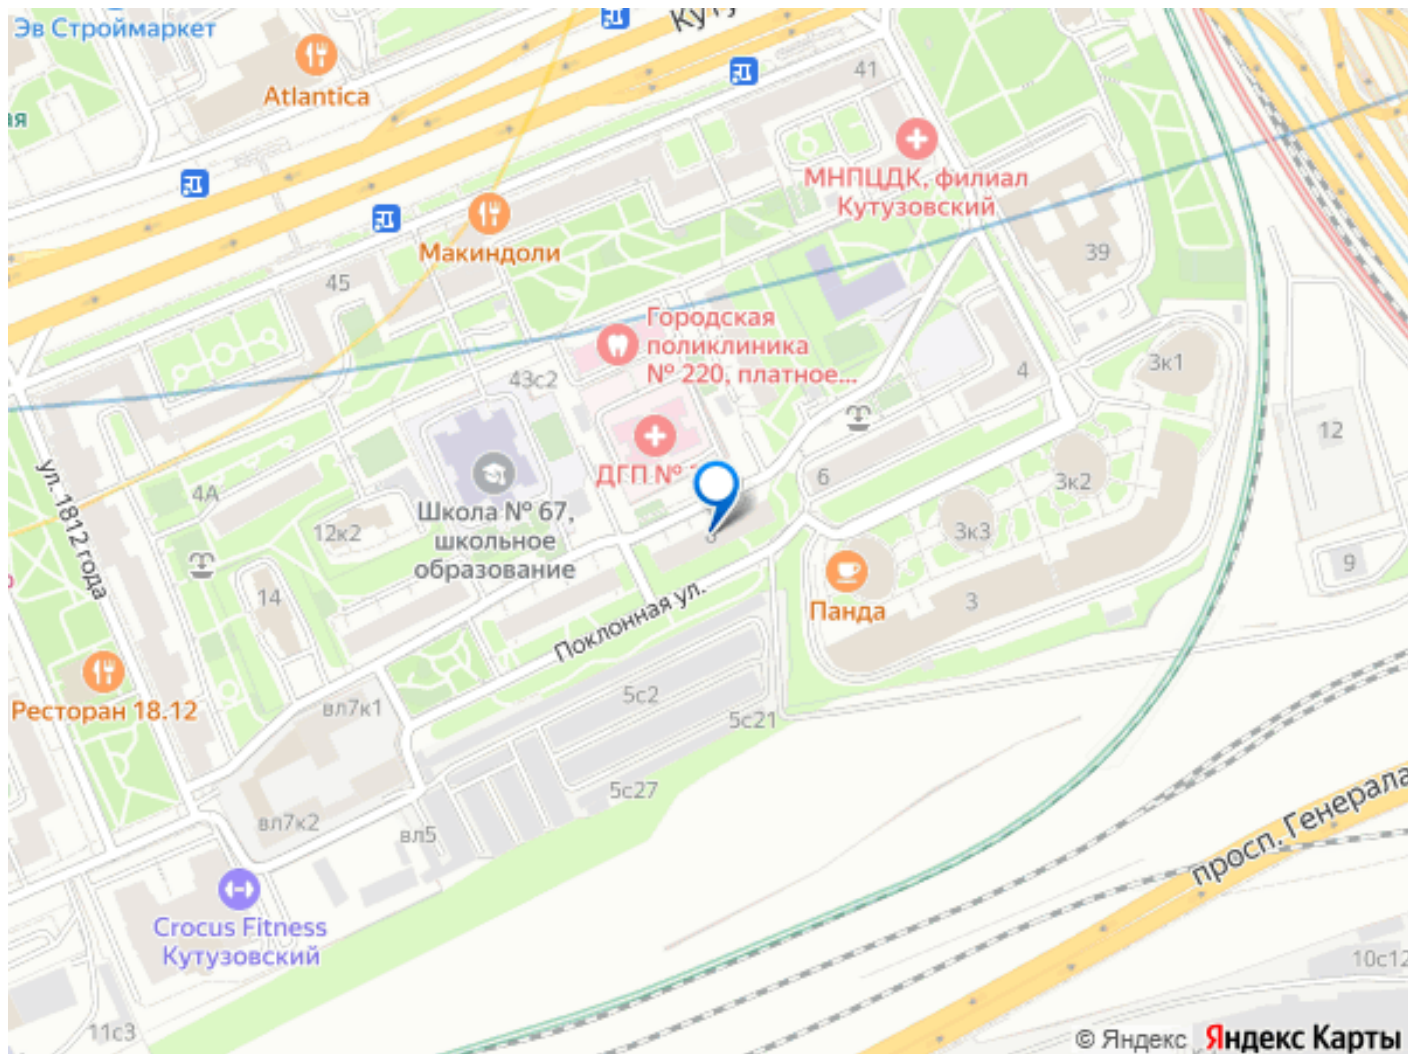 Эв Строймаркет
Atlantica
41
МНПЦДК, филиал
Кутузовский
Макиндоли
45
39
Городская
поликлиника
№ 220, платное...
43с2
4
3к1
12
ул. 1812 года
4А
ДГП №
6
3к2
Школа № 67,
школьное
образование
12к2
3к3
9
14
Панда
3
Поклонная ул.
Ресторан 18.12
вл7к1
5с2
5с21
5с27
просп. Генерала
вл7к2
вл5
Crocus Fitness
Кутузовский
10с12
11с3
© Яндекс Яндекс Карты